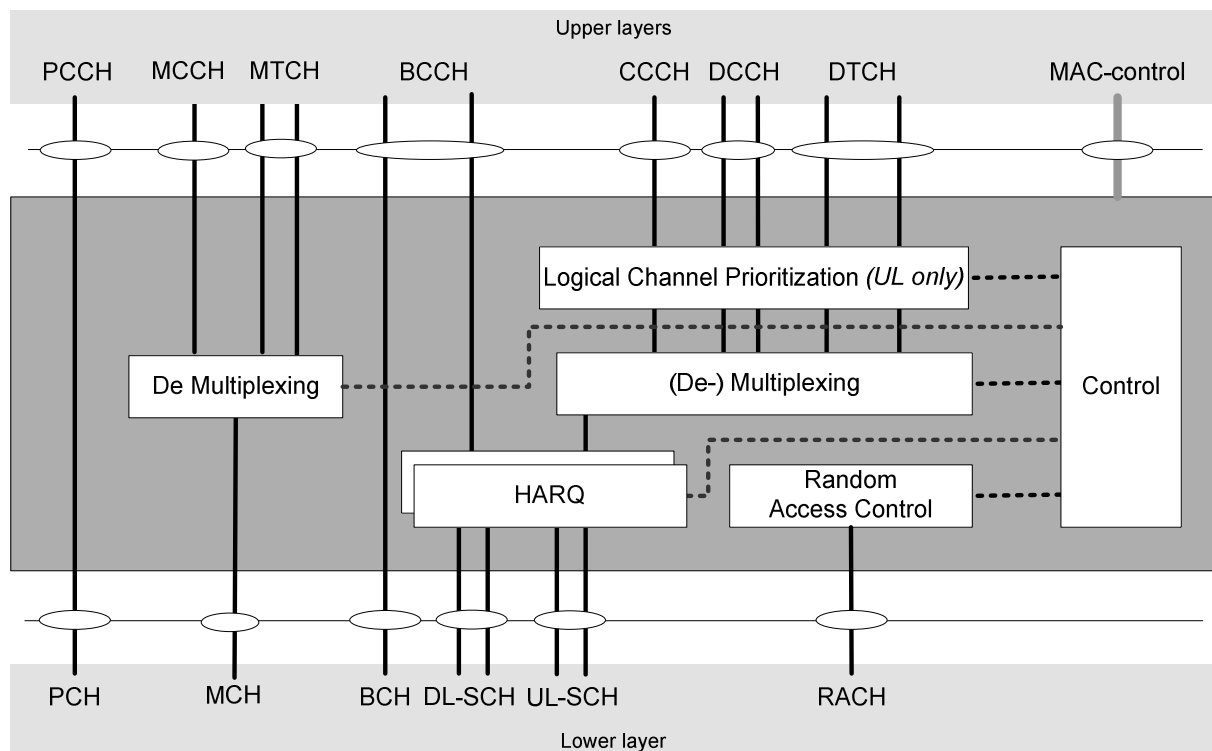 Upper layers
PCCH MCCH MTCH BCCH CCCH DCCH DTCH MAC-control
Logical Channel Prioritization (UL only)
De Multiplexing
(De-) Multiplexing
Control
HARQ
Random
Access Control
PCH MCH BCH DL-SCH UL-SCH RACH
Lower layer